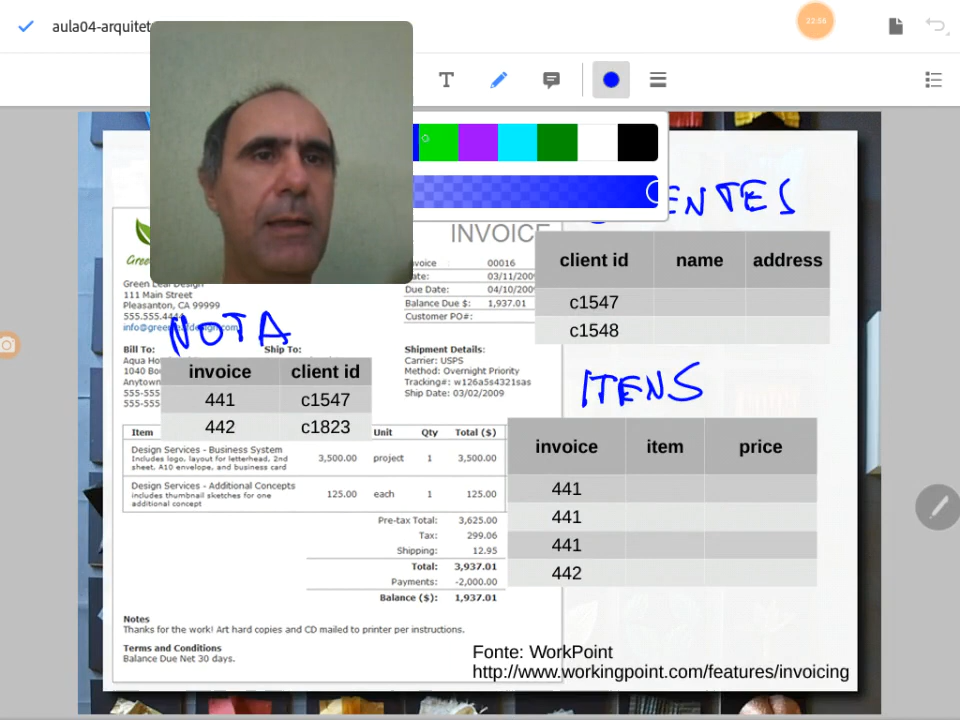 aula04-arquitet
22:56
T
INVOICE
00016
03/11/2009
Due Date: 04/10/
Balance Due $: 1,937.01
Customer PO#:
Green Leaf Design
111 Main Street
Pleasanton, CA 99999
555.555.4444
NOTA
Bill To: Ship To:
Shipment Details:
Carrier: USPS
Method: Overnight Priority
Tracking#: w126a5s4321sas
Ship Date: 03/02/2009
invoice client id
441 c1547
442 c1823
ENTES
client id name address
c1547
c1548
ITENS
invoice item price
441
441
441
442
Item Unit Qty Total ($)
Design Services - Business System
Includes logo, layout for letterhead, 2nd
sheet, A10 envelope, and business card
3,500.00 project 1 3,500.00
Design Services - Additional Concepts
includes thumbnail sketches for one
additional concept
125.00 each 1 125.00
Pre-tax Total: 3,625.00
Tax: 299.06
Shipping: 12.95
Total: 3,937.01
Payments: -2,000.00
Balance ($): 1,937.01
Notes
Thanks for the work! Art hard copies and CD mailed to printer per instructions.
Terms and Conditions
Balance Due Net 30 days.
Fonte: WorkPoint
http://www.workingpoint.com/features/invoicing